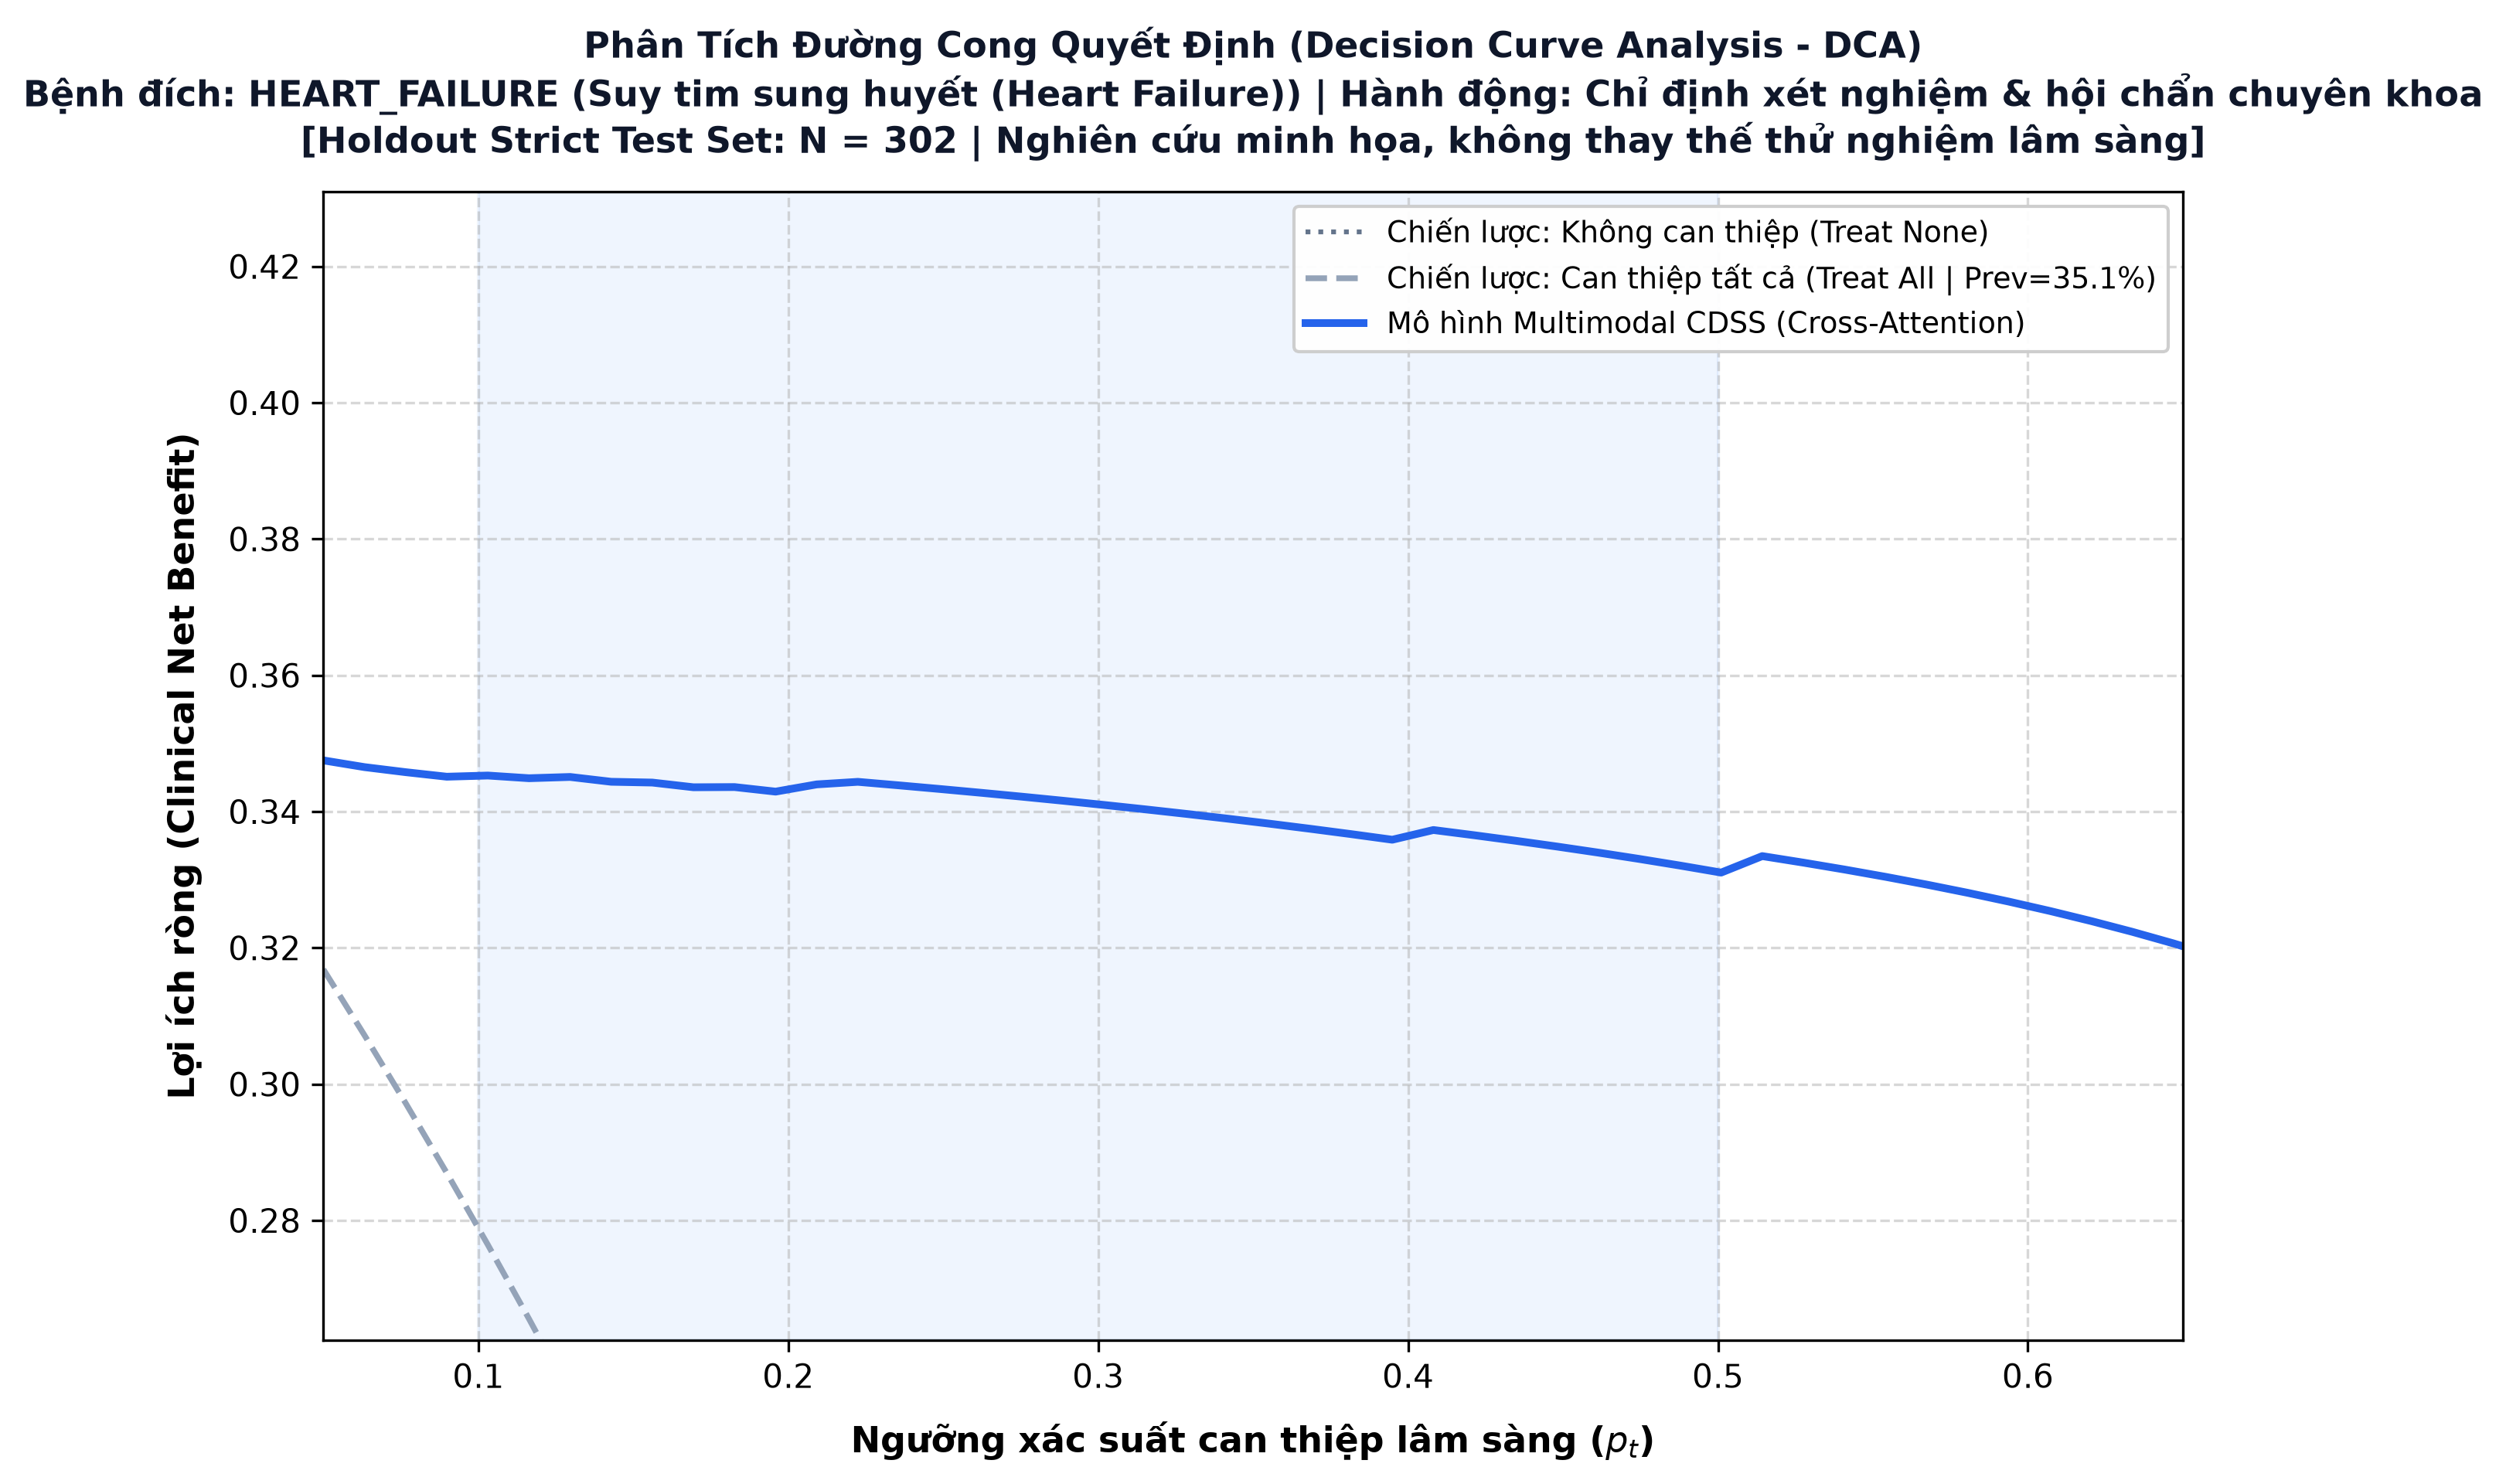 Phân Tích Đường Cong Quyết Định (Decision Curve Analysis - DCA)
Bệnh đích: HEART_FAILURE (Suy tim sung huyết (Heart Failure)) | Hành động: Chỉ định xét nghiệm & hội chẩn chuyên khoa
[Holdout Strict Test Set: N = 302 | Nghiên cứu minh họa, không thay thế thử nghiệm lâm sàng]
Chiến lược: Không can thiệp (Treat None)
Chiến lược: Can thiệp tất cả (Treat All | Prev=35.1%)
Mô hình Multimodal CDSS (Cross-Attention)
Lợi ích ròng (Clinical Net Benefit)
0.42
0.40
0.38
0.36
0.34
0.32
0.30
0.28
0.1 0.2 0.3 0.4 0.5 0.6
Ngưỡng xác suất can thiệp lâm sàng (pt)